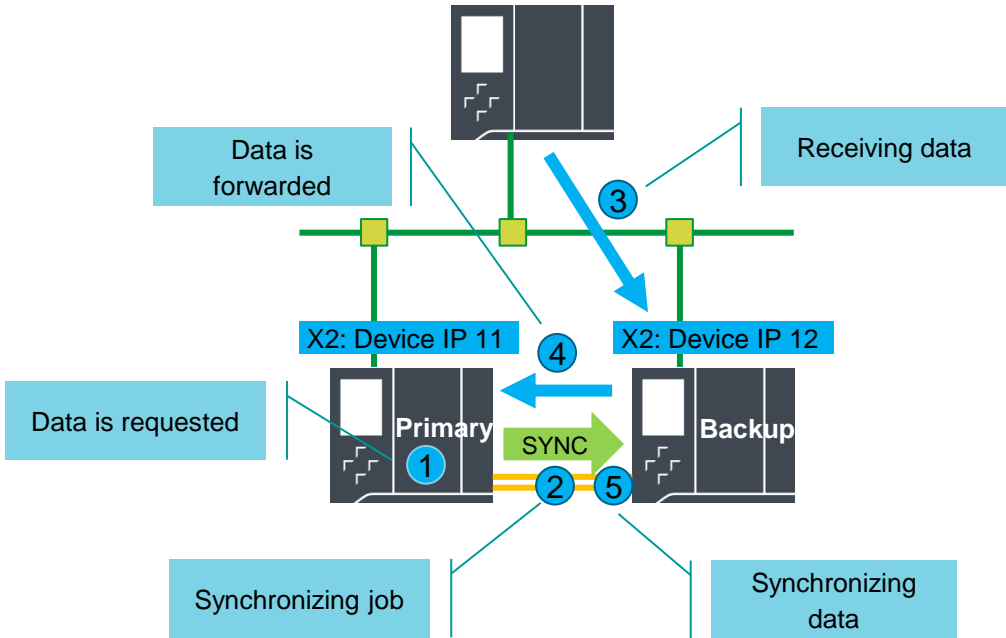 Data is
forwarded
Receiving data
3
X2: Device IP 11
X2: Device IP 12
4
Data is requested
Primary
Backup
SYNC
1
2
5
Synchronizing job
Synchronizing
data